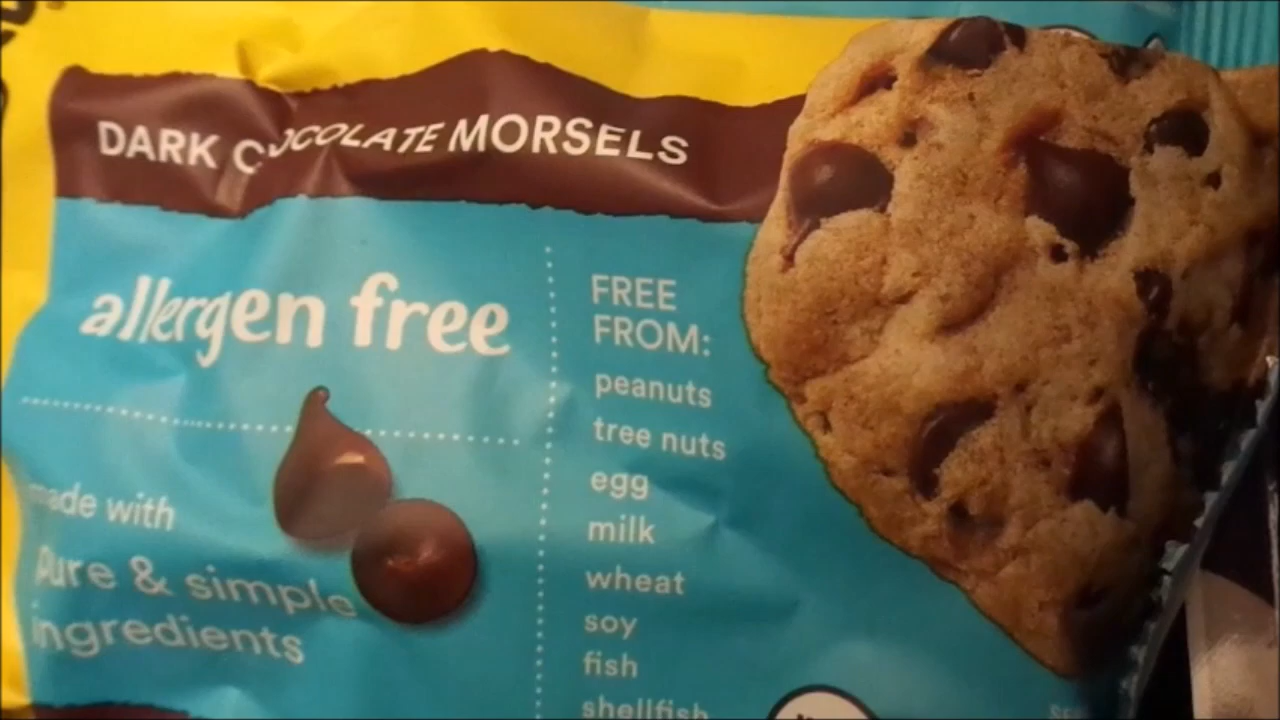 DARK CHOCOLATE MORSELS
allergen free
made with
Pure & simple
ingredients
FREE
FROM:
peanuts
tree nuts
egg
milk
wheat
soy
fish
shellfish